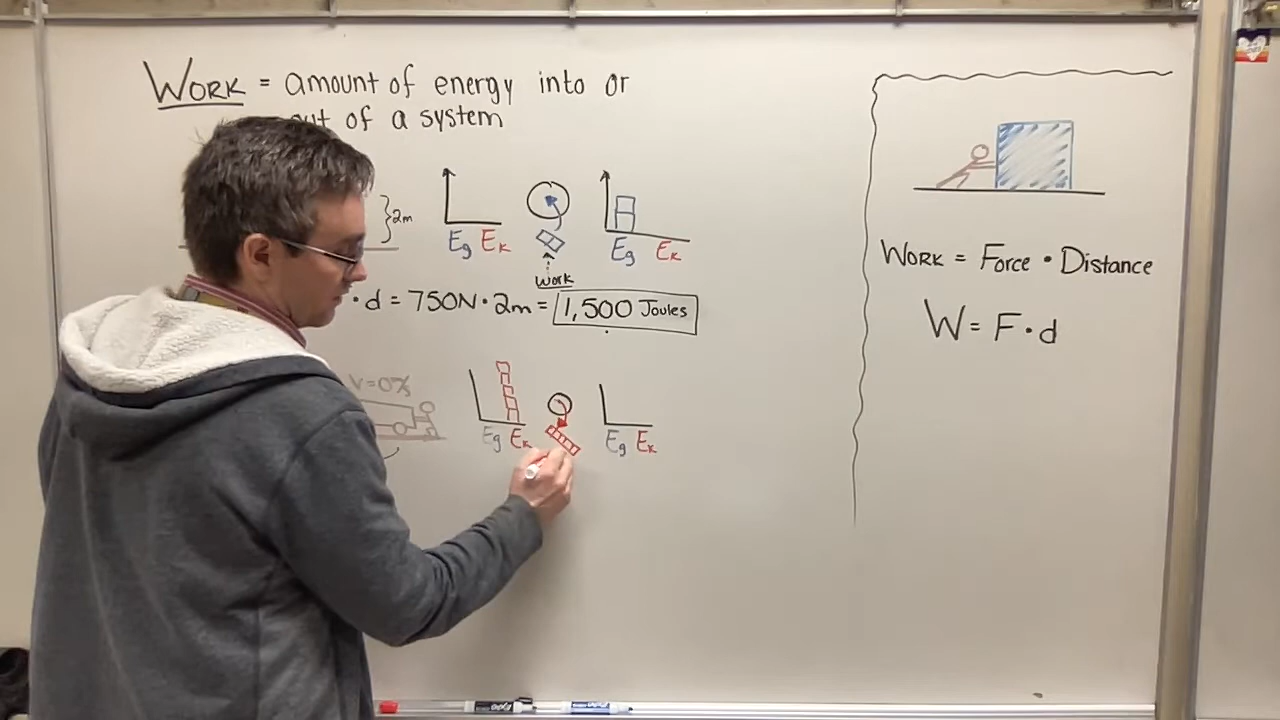 WORK = amount of energy into or
out of a system
2m
Eg Ek
Eg Ek
work
• d = 750N • 2m = 1,500 Joules
V=0
Eg Ek
Eg Ek
WORK = Force • Distance
W = F • d
EXPO